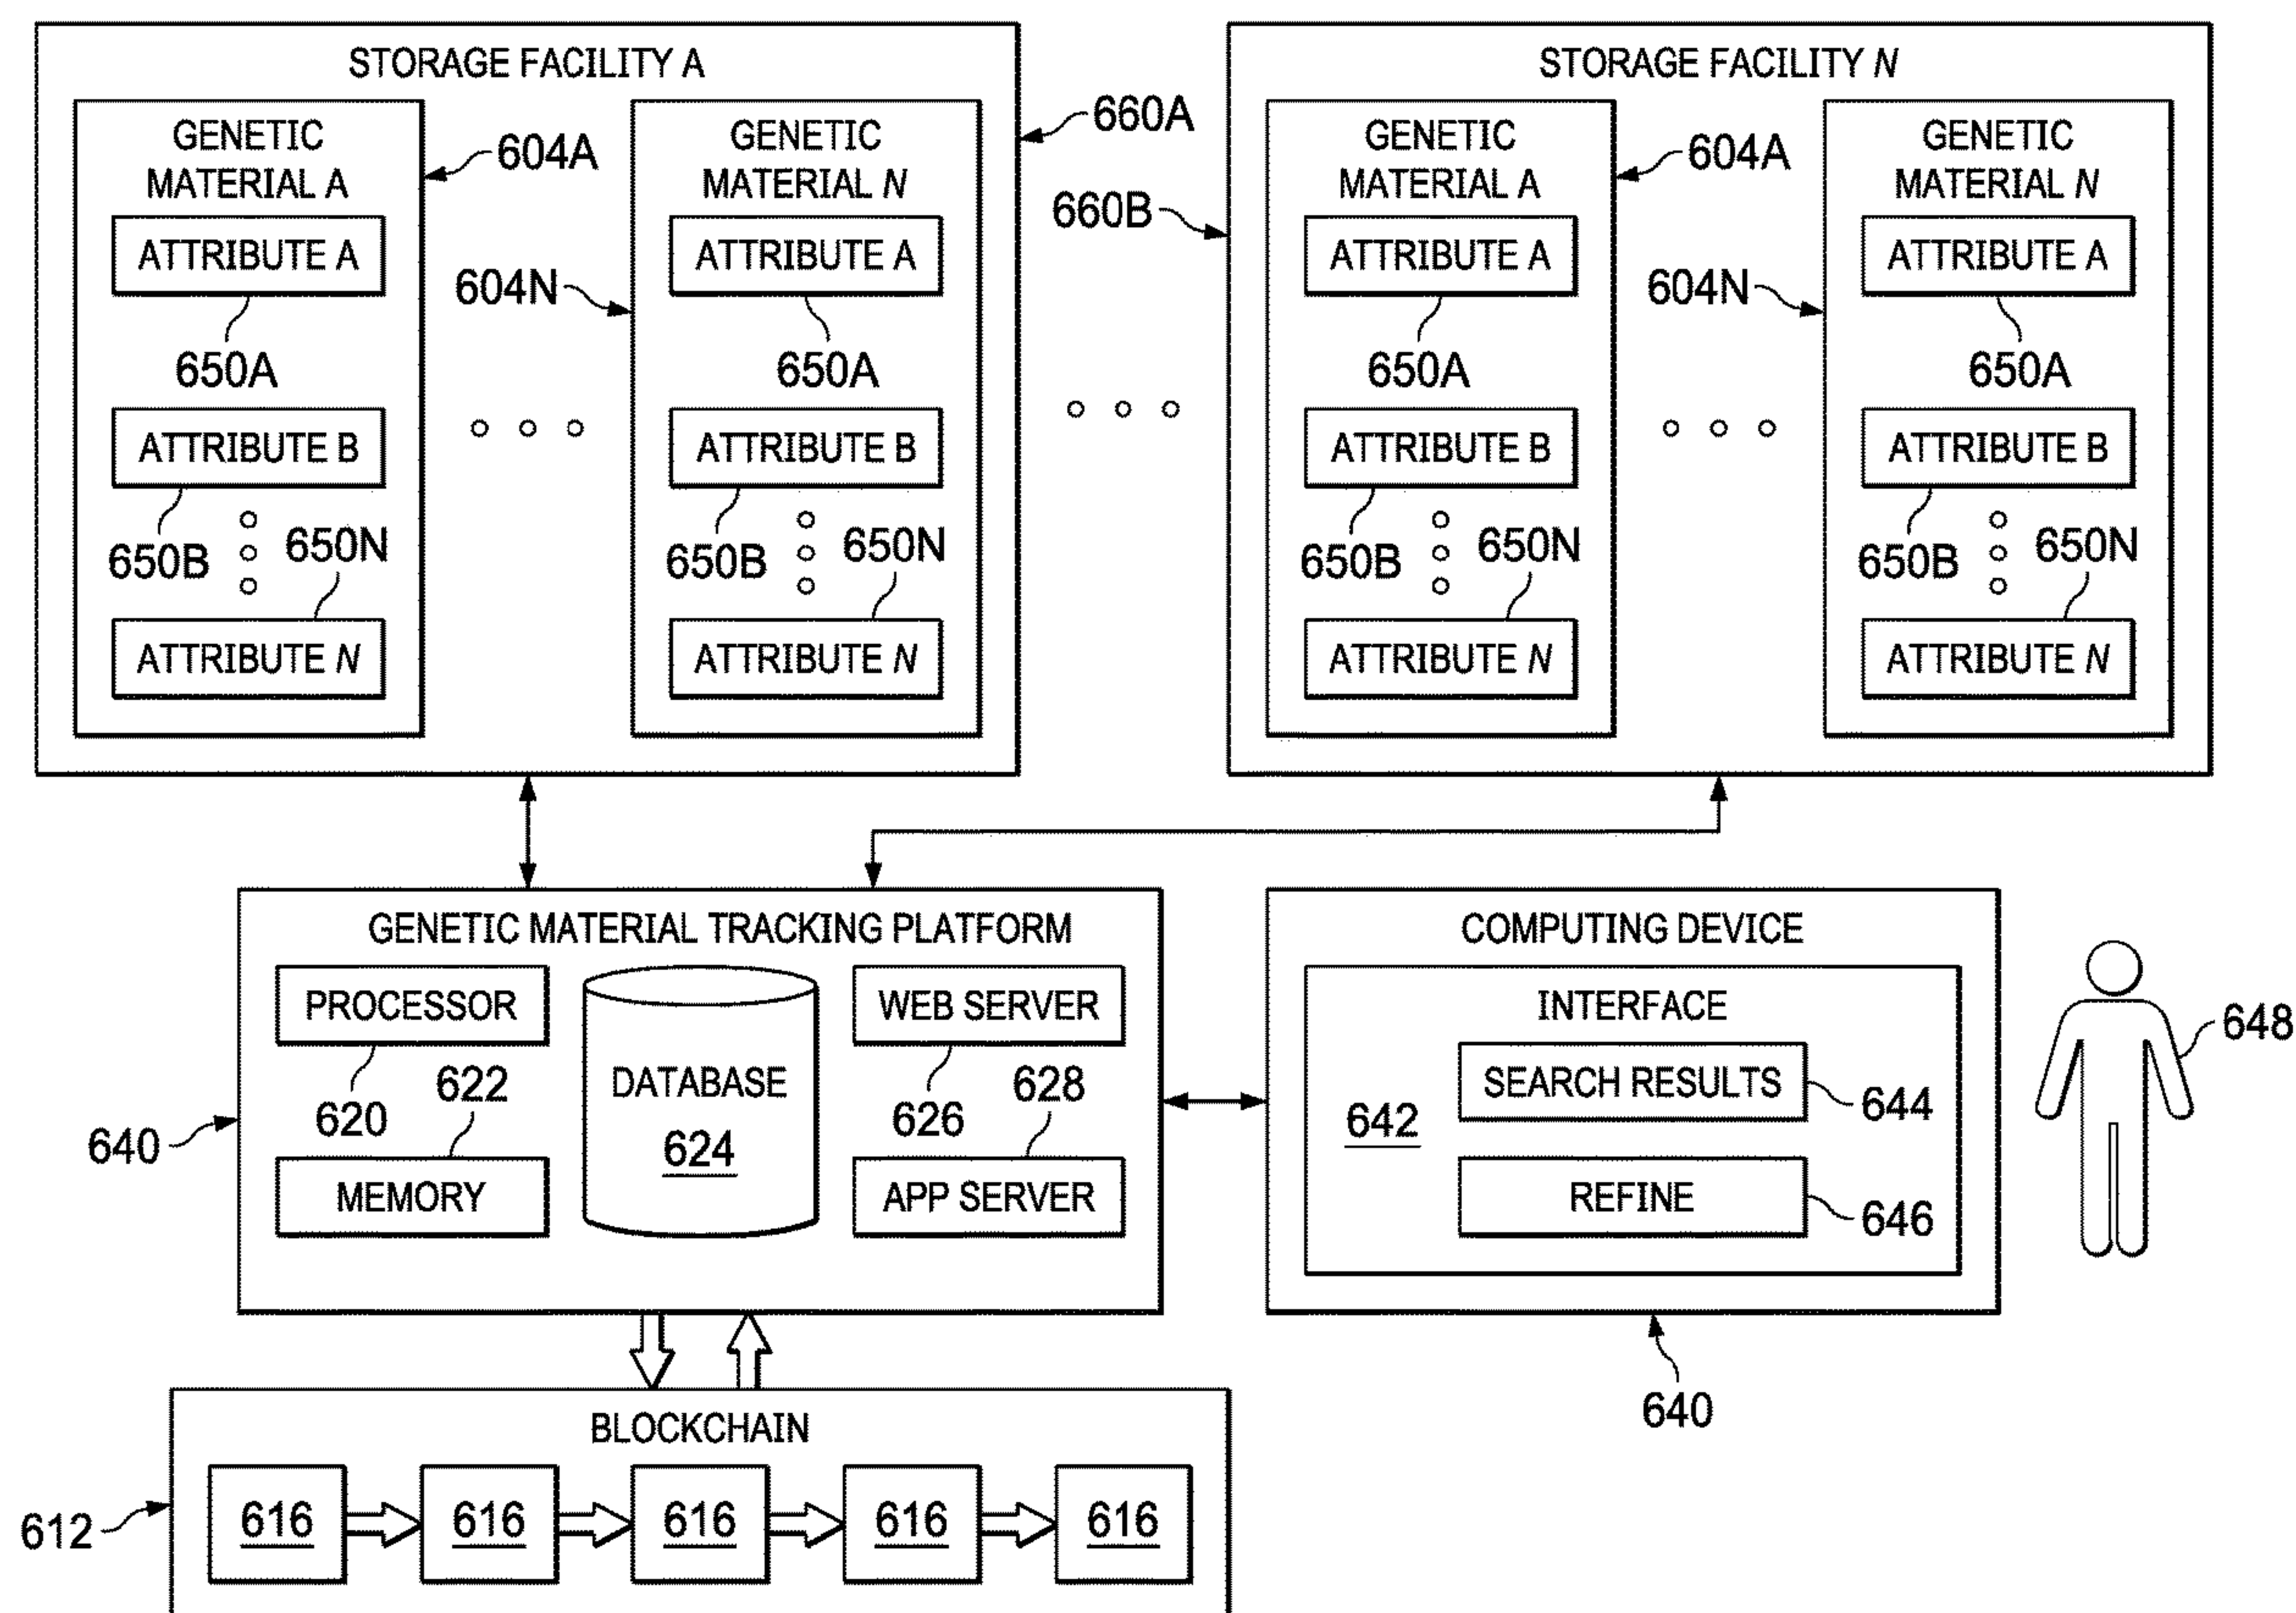 STORAGE FACILITY A
GENETIC
MATERIAL A
604A
ATTRIBUTE A
650A
ATTRIBUTE B
650B
650N
ATTRIBUTE N
GENETIC
MATERIAL N
604N
ATTRIBUTE A
650A
ATTRIBUTE B
650B
650N
ATTRIBUTE N
660A
660B
STORAGE FACILITY N
GENETIC
MATERIAL A
604A
ATTRIBUTE A
650A
ATTRIBUTE B
650B
650N
ATTRIBUTE N
GENETIC
MATERIAL N
604N
ATTRIBUTE A
650A
ATTRIBUTE B
650B
650N
ATTRIBUTE N
GENETIC MATERIAL TRACKING PLATFORM
640
PROCESSOR
620
622
MEMORY
DATABASE
624
WEB SERVER
626
628
APP SERVER
COMPUTING DEVICE
INTERFACE
642
SEARCH RESULTS
644
REFINE
646
648
640
BLOCKCHAIN
612
616
616
616
616
616